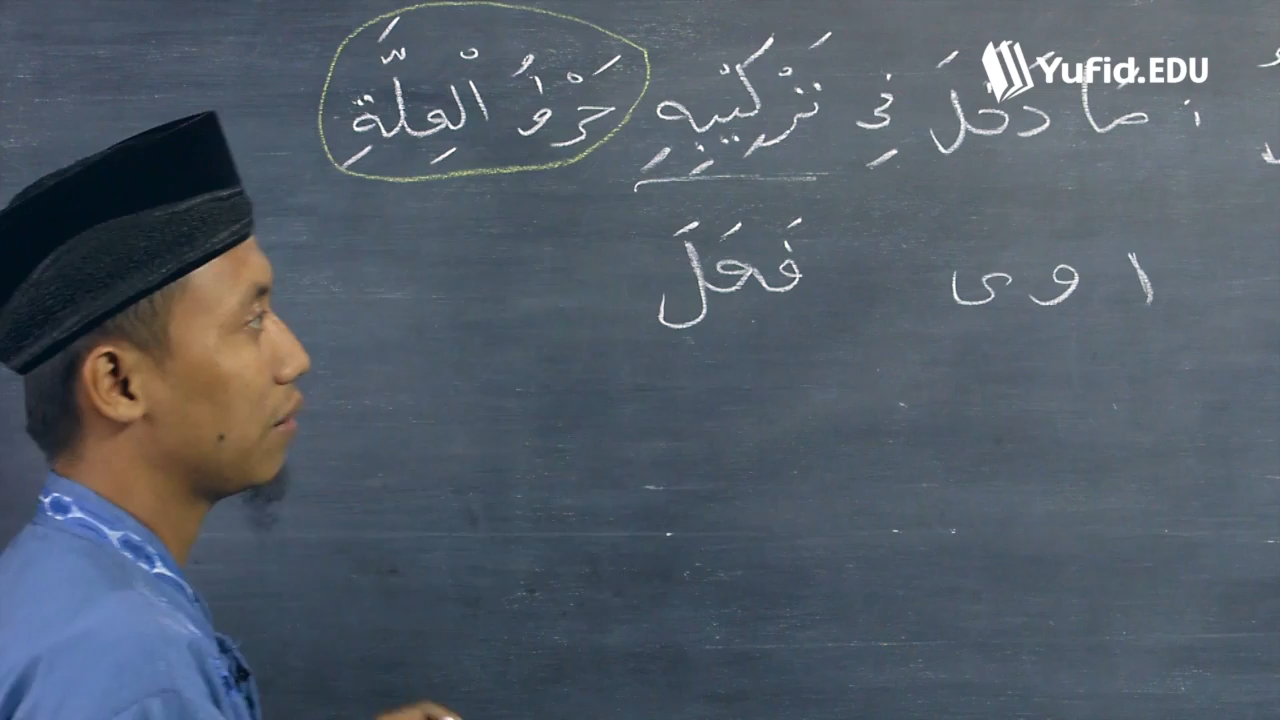 : مَا دَخَلَ فِي تَرْكِيْبِهِ حَرْفُ الْعِلَّةِ
ا و ى فَعَلَ
Yufid.EDU